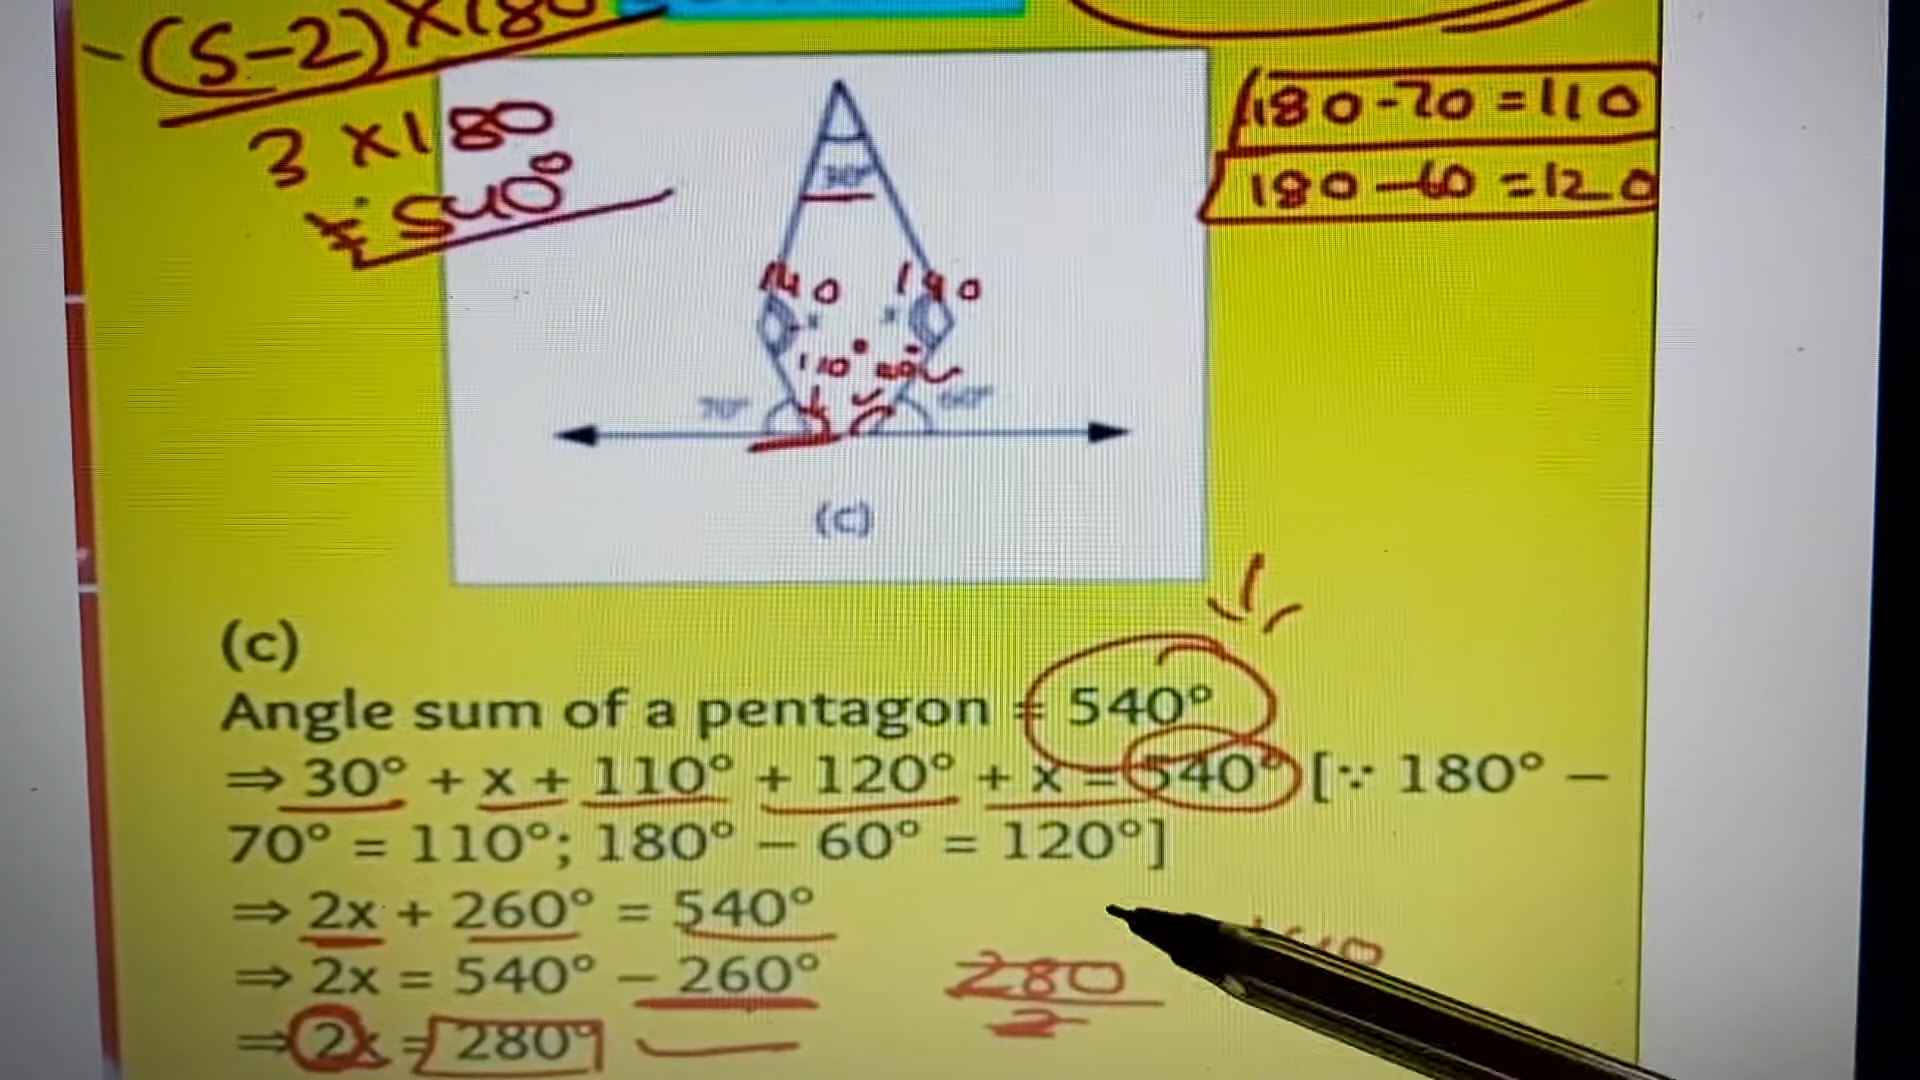 -(5-2)×180
3×180
= 540°
180-70=110
180-60=120
30°
140 140
x x
110°
70° 60°
(c)
(c)
Angle sum of a pentagon = 540°
⇒ 30° + x + 110° + 120° + x = 540° [∵ 180° –
70° = 110°; 180° – 60° = 120°]
⇒ 2x + 260° = 540°
⇒ 2x = 540° – 260°
280
2
⇒ 2x = 280°